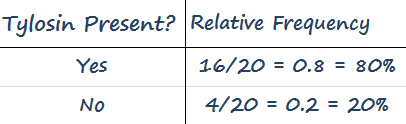 Tylosin Present? Relative Frequency
Yes 16/20 = 0.8 = 80%
No 4/20 = 0.2 = 20%